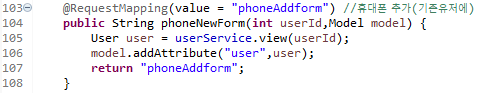 103 @RequestMapping(value = "phoneAddform") //휴대폰 추가(기존유저에)
104 public String phoneNewForm(int userId,Model model) {
105 User user = userService.view(userId);
106 model.addAttribute("user",user);
107 return "phoneAddform";
108 }